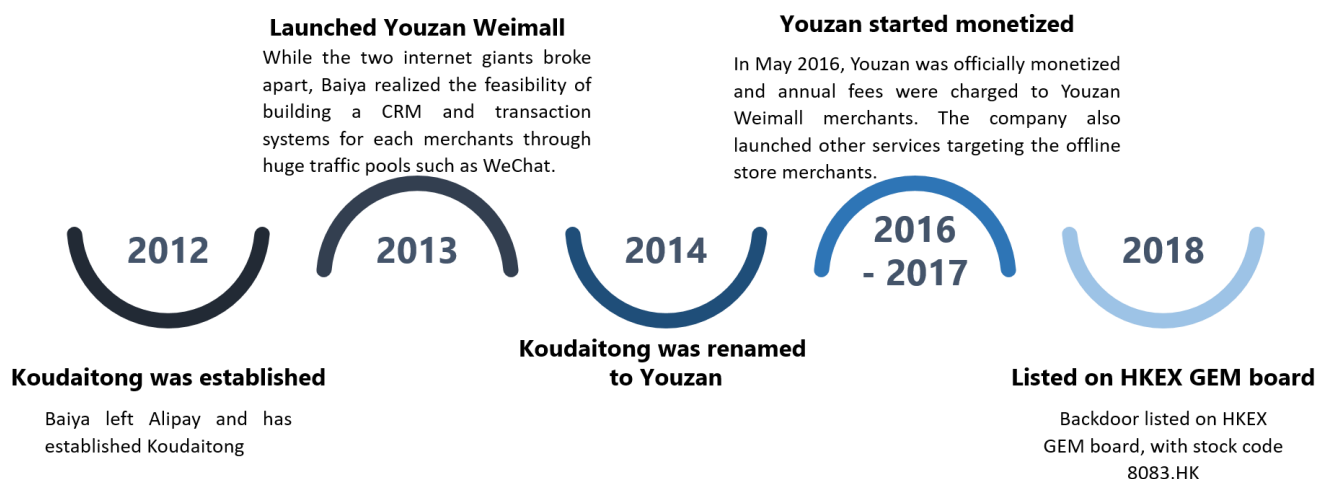 Launched Youzan Weimall
While the two internet giants broke
apart, Baiya realized the feasibility of
building a CRM and transaction
systems for each merchants through
huge traffic pools such as WeChat.
Youzan started monetized
In May 2016, Youzan was officially monetized
and annual fees were charged to Youzan
Weimall merchants. The company also
launched other services targeting the offline
store merchants.
2012
2013
2014
2016
- 2017
2018
Koudaitong was established
Baiya left Alipay and has
established Koudaitong
Koudaitong was renamed
to Youzan
Listed on HKEX GEM board
Backdoor listed on HKEX
GEM board, with stock code
8083.HK